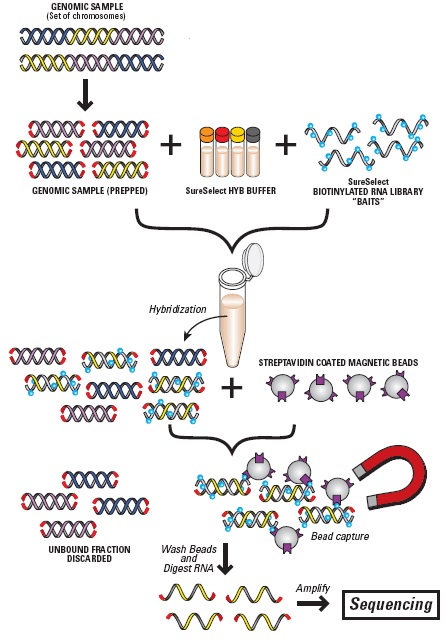 GENOMIC SAMPLE
(Set of chromosomes)
GENOMIC SAMPLE (PREPPED)
SureSelect HYB BUFFER
SureSelect
BIOTINYLATED RNA LIBRARY
“BAITS”
Hybridization
STREPTAVIDIN COATED MAGNETIC BEADS
UNBOUND FRACTION
DISCARDED
Bead capture
Wash Beads
and
Digest RNA
Amplify
Sequencing